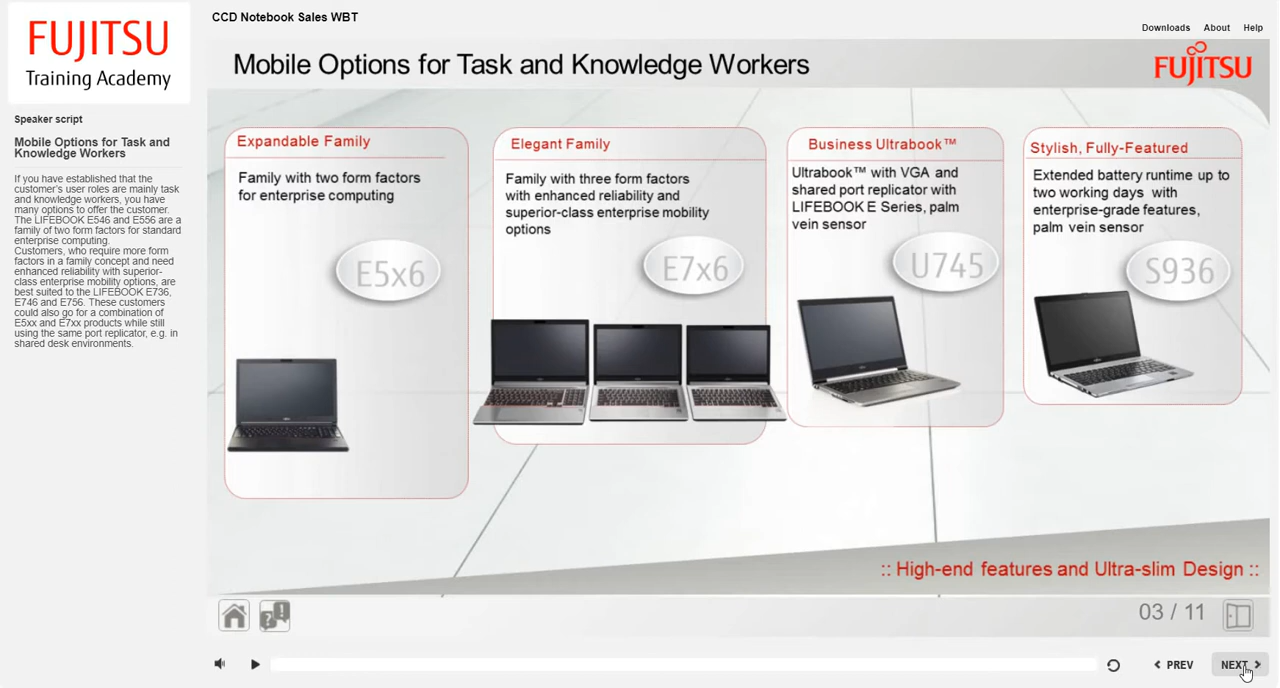 FUJITSU
Training Academy
Speaker script
Mobile Options for Task and
Knowledge Workers
If you have established that the
customer's user roles are mainly task
and knowledge workers, you have
many options to offer the customer.
The LIFEBOOK E546 and E556 are a
family of two form factors for standard
enterprise computing.
Customers, who require more form
factors in a family concept and need
enhanced reliability with superior-
class enterprise mobility options, are
best suited to the LIFEBOOK E736,
E746 and E756. These customers
could also go for a combination of
E5xx and E7xx products while still
using the same port replicator, e.g. in
shared desk environments.
CCD Notebook Sales WBT
Downloads About Help
Mobile Options for Task and Knowledge Workers
FUJITSU
Expandable Family
Family with two form factors
for enterprise computing
E5x6
Elegant Family
Family with three form factors
with enhanced reliability and
superior-class enterprise mobility
options
E7x6
Business Ultrabook™
Ultrabook™ with VGA and
shared port replicator with
LIFEBOOK E Series, palm
vein sensor
U745
Stylish, Fully-Featured
Extended battery runtime up to
two working days with
enterprise-grade features,
palm vein sensor
S936
:: High-end features and Ultra-slim Design ::
03 / 11
PREV
NEXT